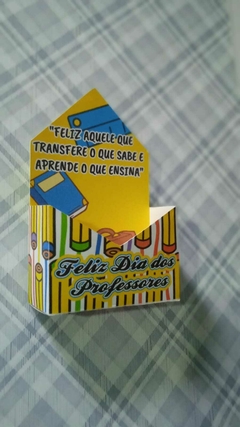 "FELIZ AQUELE QUE
TRANSFERE O QUE SABE E
APRENDE O QUE ENSINA"
Feliz Dia dos
Professores